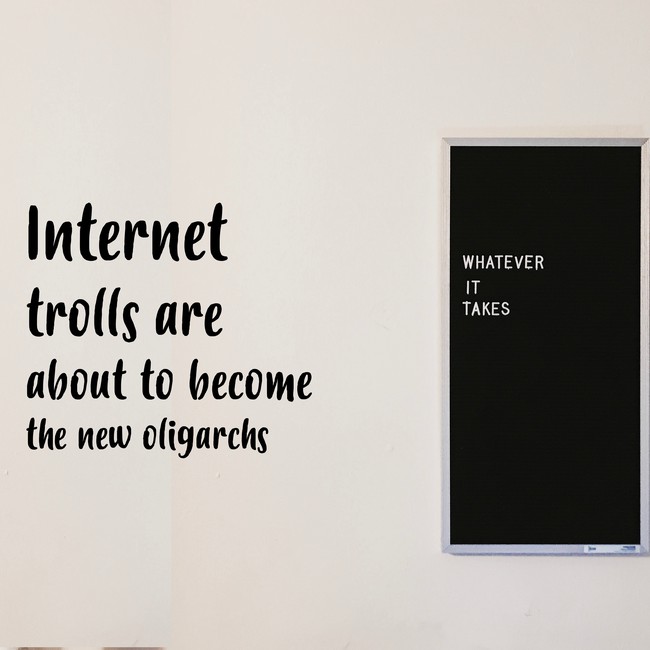 Internet
trolls are
about to become
the new oligarchs
WHATEVER
IT
TAKES